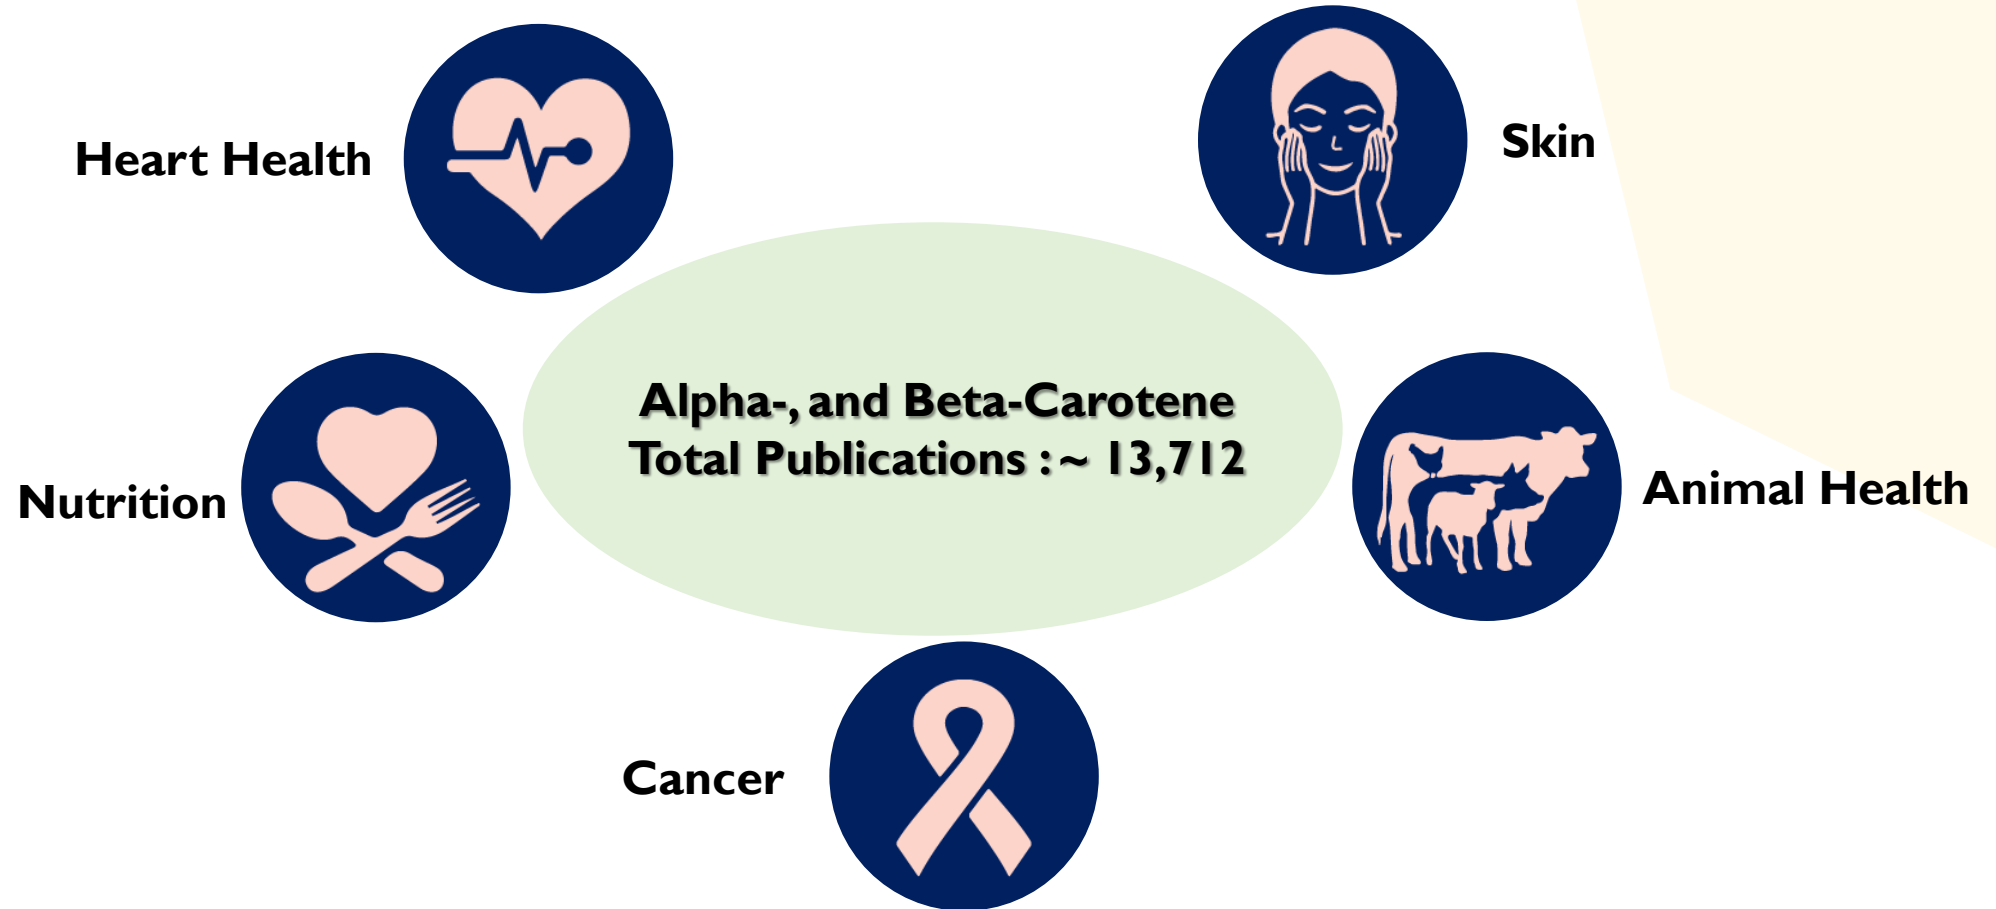 Heart Health
Skin
Alpha-, and Beta-Carotene
Total Publications : ~ 13,712
Nutrition
Animal Health
Cancer